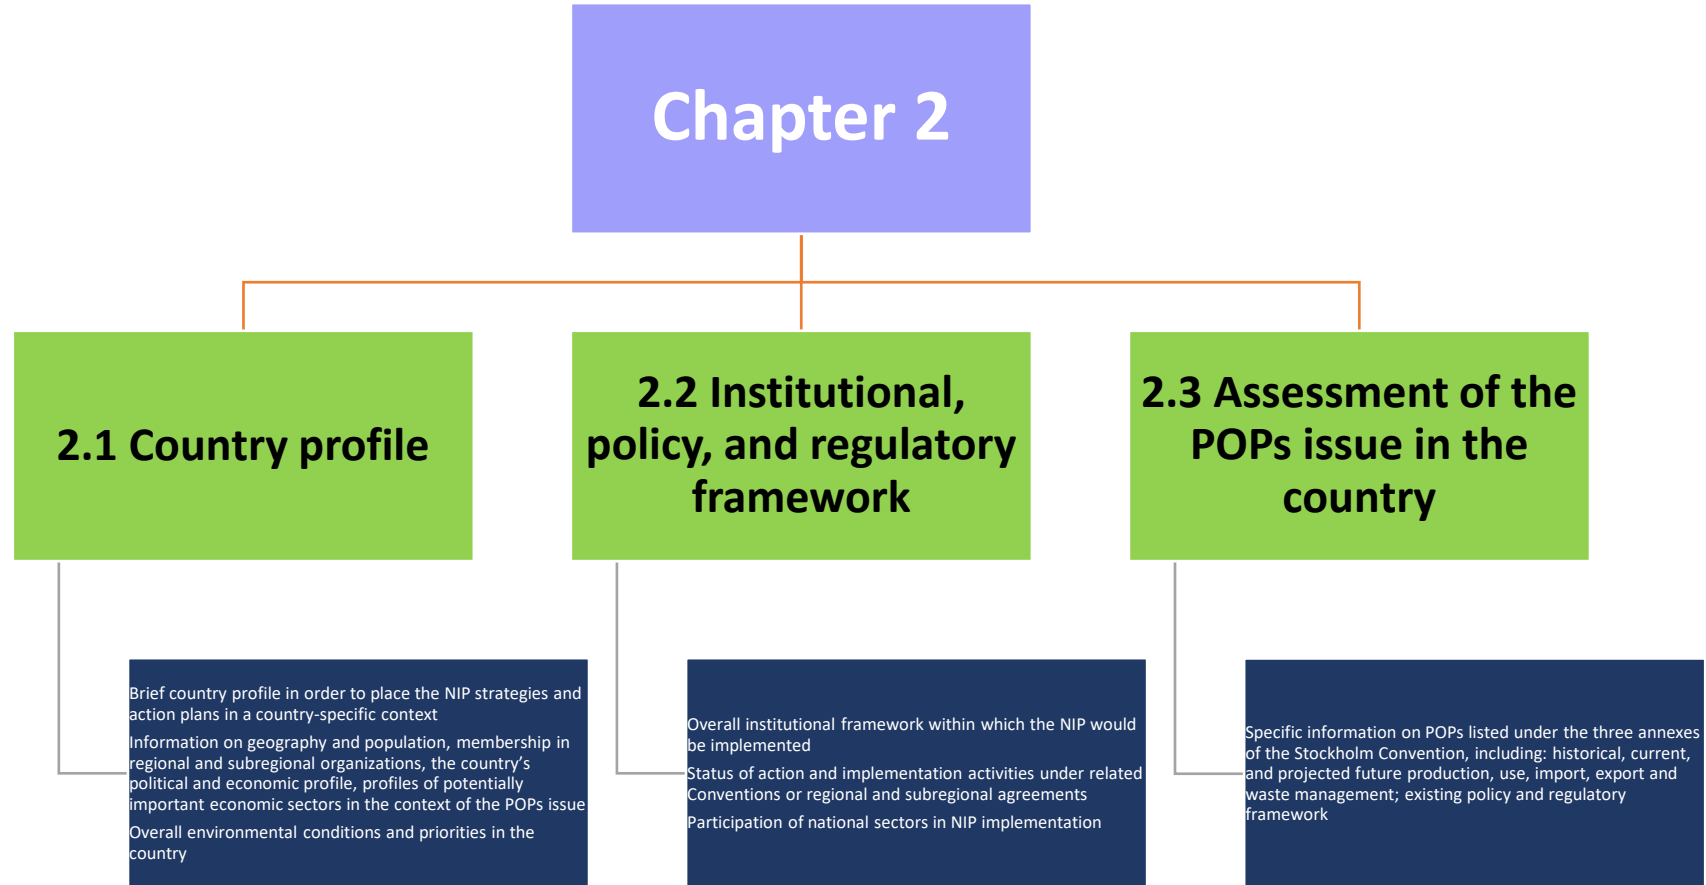 Chapter 2
2.1 Country profile
2.2 Institutional,
policy, and regulatory
framework
2.3 Assessment of the
POPs issue in the
country
Brief country profile in order to place the NIP strategies and
action plans in a country-specific context
Information on geography and population, membership in
regional and subregional organizations, the country’s
political and economic profile, profiles of potentially
important economic sectors in the context of the POPs issue
Overall environmental conditions and priorities in the
country
Overall institutional framework within which the NIP would
be implemented
Status of action and implementation activities under related
Conventions or regional and subregional agreements
Participation of national sectors in NIP implementation
Specific information on POPs listed under the three annexes
of the Stockholm Convention, including: historical, current,
and projected future production, use, import, export and
waste management; existing policy and regulatory
framework